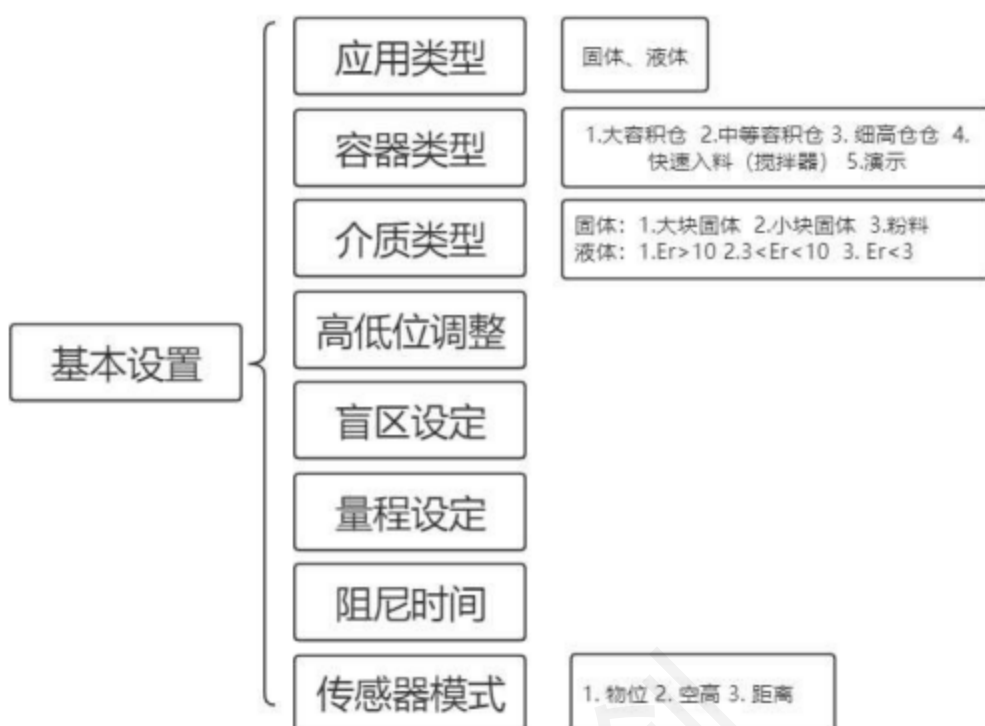 应用类型
固体、液体
容器类型
1.大容积仓 2.中等容积仓 3. 细高仓仓 4.
快速入料（搅拌器） 5.演示
介质类型
固体：1.大块固体 2.小块固体 3.粉料
液体：1.Er>10 2.3<Er<10 3. Er<3
高低位调整
基本设置
盲区设定
量程设定
阻尼时间
传感器模式
1. 物位 2. 空高 3. 距离